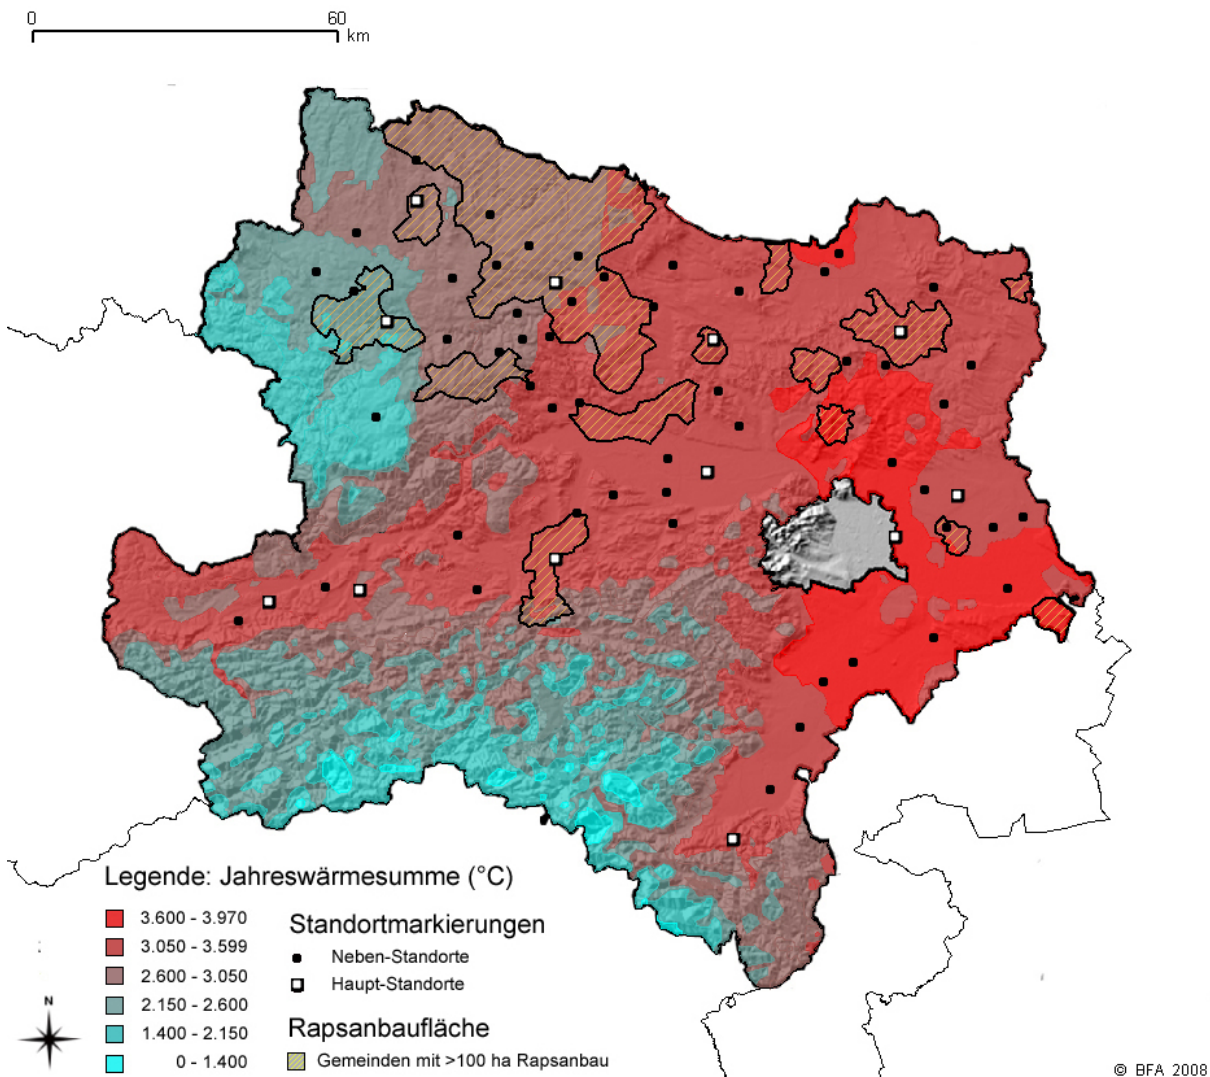 0 60
km
Legende: Jahreswärmesumme (°C)
3.600 - 3.970
3.050 - 3.599
2.600 - 3.050
2.150 - 2.600
1.400 - 2.150
0 - 1.400
Standortmarkierungen
Neben-Standorte
Haupt-Standorte
Rapsanbaufläche
Gemeinden mit >100 ha Rapsanbau
N
© BFA 2008